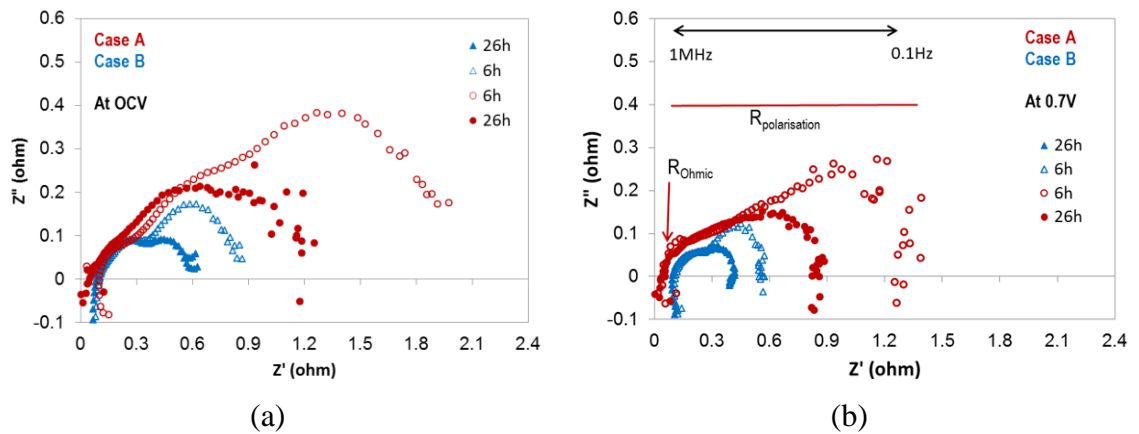 0.6
0.5
0.4
0.3
0.2
0.1
0
-0.1
Z" (ohm)
Case A
Case B
At OCV
26h
6h
6h
26h
0 0.3 0.6 0.9 1.2 1.5 1.8 2.1 2.4
Z' (ohm)
(a)
0.6
0.5
0.4
0.3
0.2
0.1
0
-0.1
Z" (ohm)
1MHz 0.1Hz
Rpolarisation
ROhmic
Case A
Case B
At 0.7V
26h
6h
6h
26h
0 0.3 0.6 0.9 1.2 1.5 1.8 2.1 2.4
Z' (ohm)
(b)